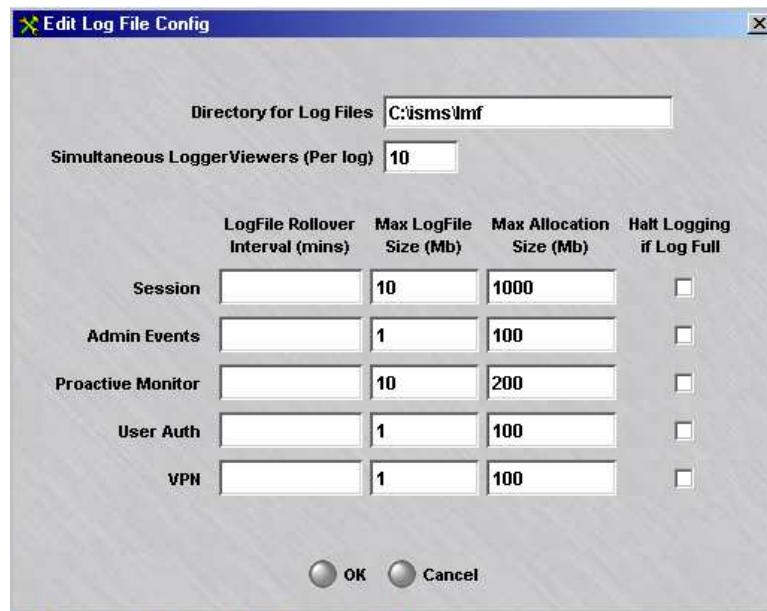 Edit Log File Config
Directory for Log Files C:\isms\lmf
Simultaneous LoggerViewers (Per log) 10
LogFile Rollover Interval (mins) Max LogFile Size (Mb) Max Allocation Size (Mb) Halt Logging if Log Full
Session 10 1000
Admin Events 1 100
Proactive Monitor 10 200
User Auth 1 100
VPN 1 100
OK Cancel